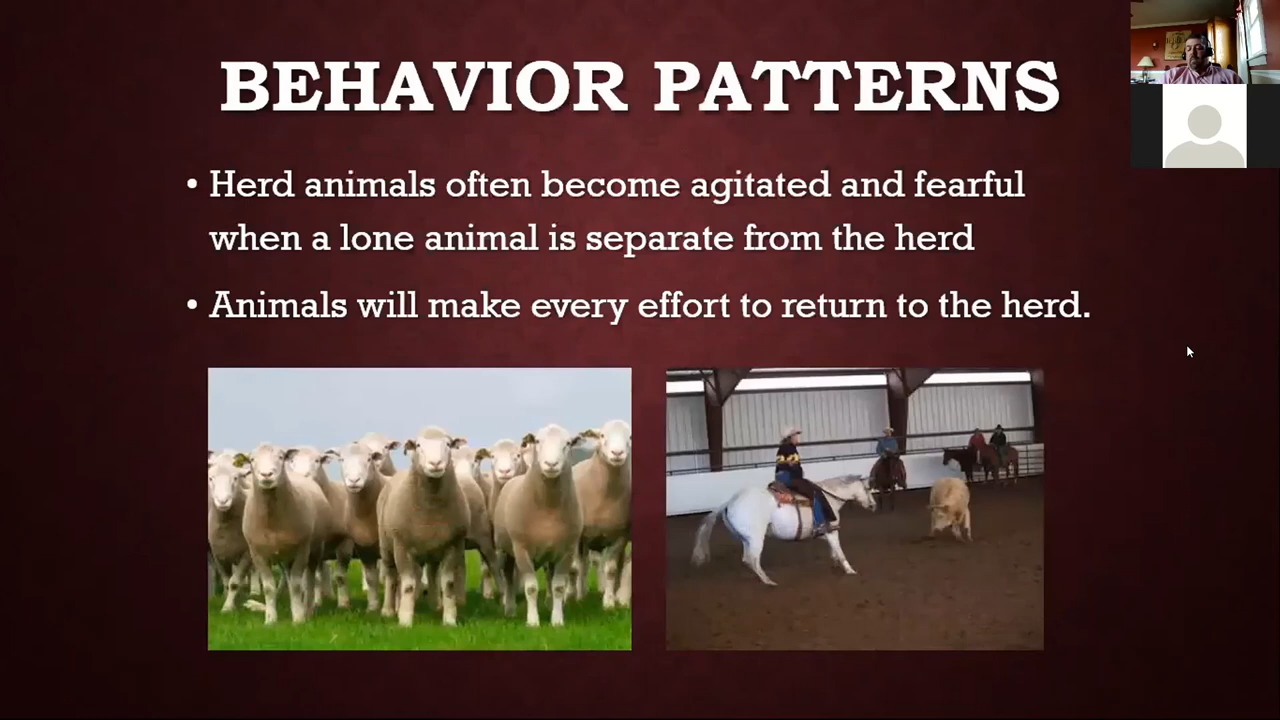 BEHAVIOR PATTERNS
• Herd animals often become agitated and fearful
when a lone animal is separate from the herd
• Animals will make every effort to return to the herd.